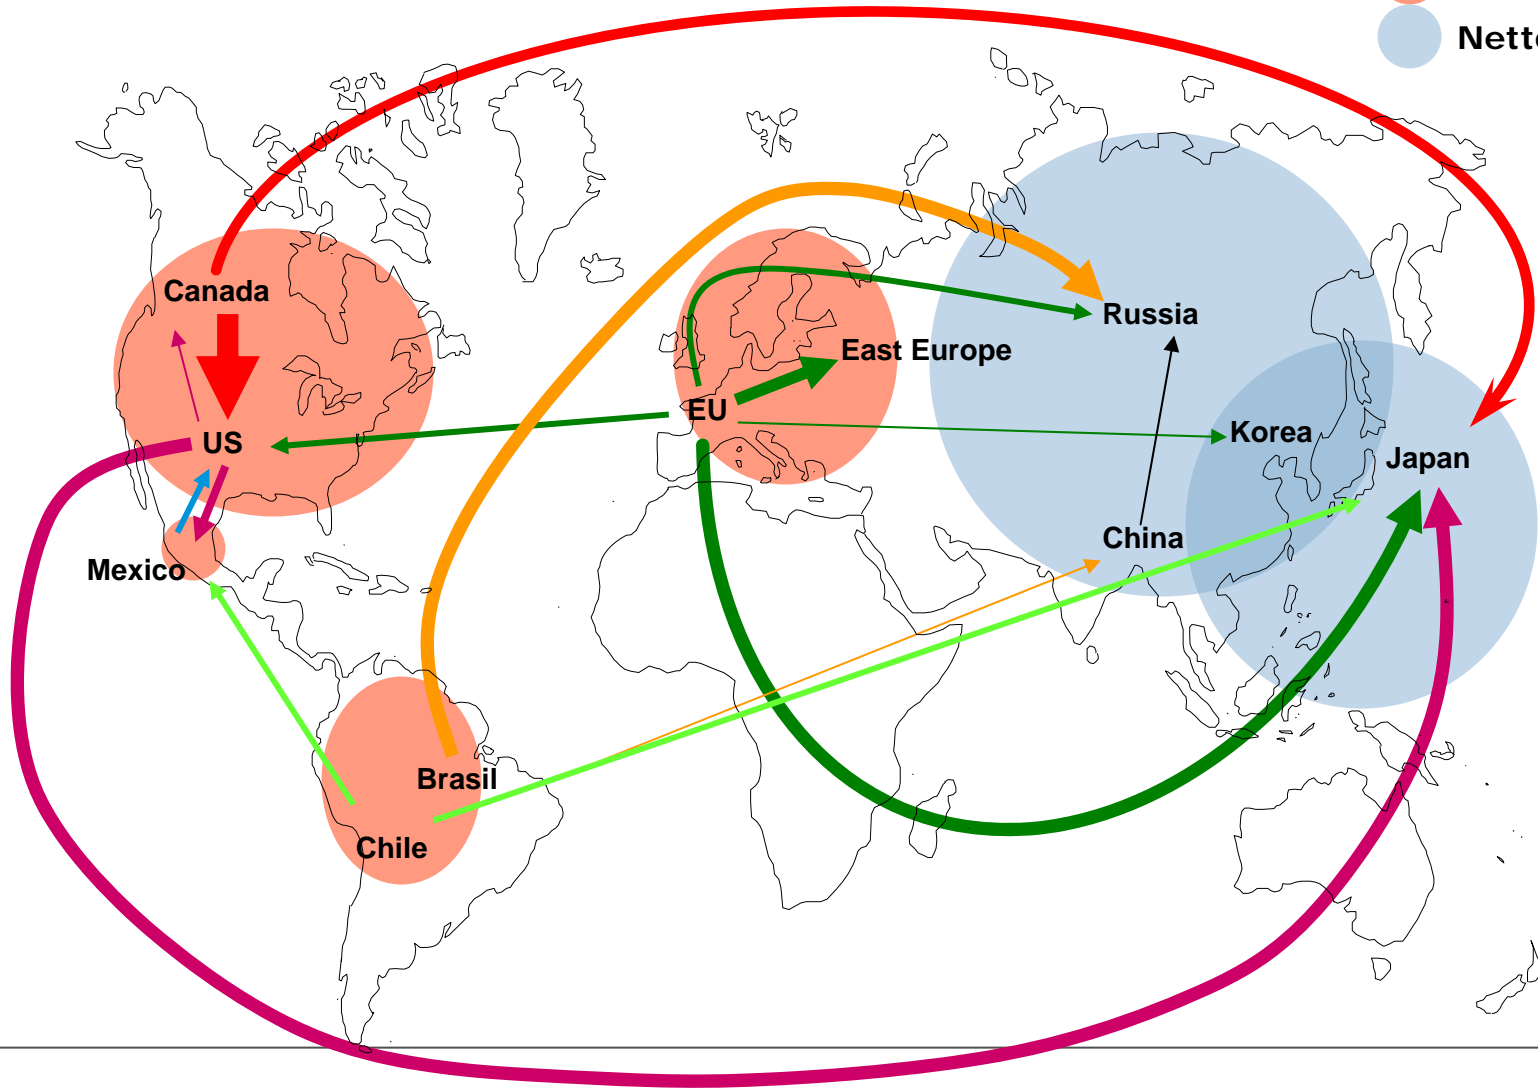 Canada
Russia
East Europe
EU
Korea
US
Japan
China
Mexico
Brasil
Chile